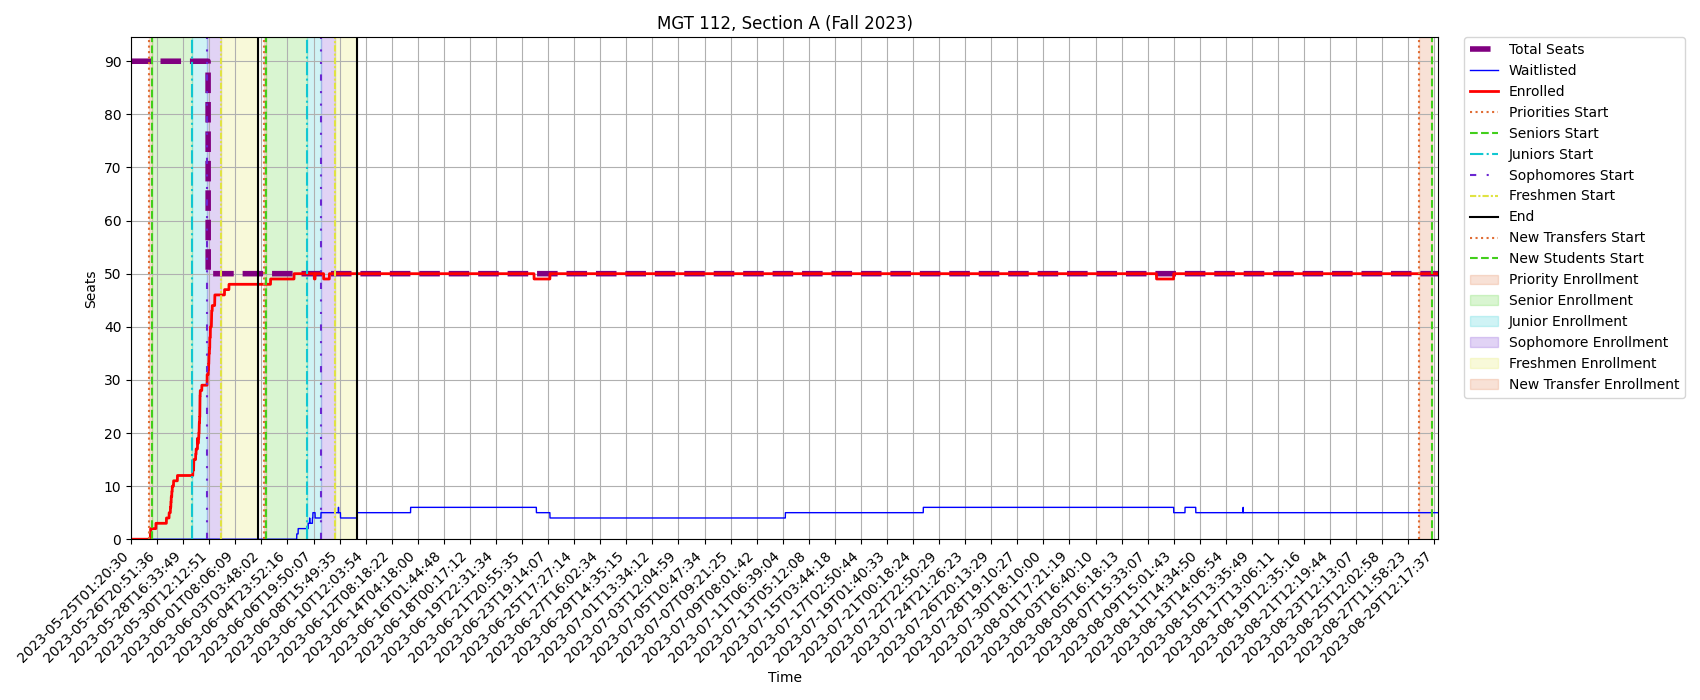 MGT 112, Section A (Fall 2023)
Total Seats
Waitlisted
Enrolled
Priorities Start
Seniors Start
Juniors Start
Sophomores Start
Freshmen Start
End
New Transfers Start
New Students Start
Priority Enrollment
Senior Enrollment
Junior Enrollment
Sophomore Enrollment
Freshmen Enrollment
New Transfer Enrollment
Seats
90
80
70
60
50
40
30
20
10
0
2023-05-25T01:20:30
2023-05-26T20:51:36
2023-05-28T16:33:49
2023-05-30T12:12:51
2023-06-01T08:06:09
2023-06-03T03:48:02
2023-06-04T23:52:16
2023-06-06T19:50:07
2023-06-08T15:49:35
2023-06-10T12:03:54
2023-06-12T08:18:22
2023-06-14T04:18:00
2023-06-16T01:44:48
2023-06-18T00:17:12
2023-06-19T22:31:34
2023-06-21T20:55:35
2023-06-23T19:14:07
2023-06-25T17:27:14
2023-06-27T16:02:34
2023-06-29T14:35:15
2023-07-01T13:34:12
2023-07-03T12:04:59
2023-07-05T10:47:34
2023-07-07T09:21:25
2023-07-09T08:01:42
2023-07-11T06:39:04
2023-07-13T05:12:08
2023-07-15T03:44:18
2023-07-17T02:50:44
2023-07-19T01:40:33
2023-07-21T00:18:24
2023-07-22T22:50:29
2023-07-24T21:26:23
2023-07-26T20:13:29
2023-07-28T19:10:27
2023-07-30T18:10:00
2023-08-01T17:21:19
2023-08-03T16:40:10
2023-08-05T16:18:13
2023-08-07T15:33:07
2023-08-09T15:01:43
2023-08-11T14:34:50
2023-08-13T14:06:54
2023-08-15T13:35:49
2023-08-17T13:06:11
2023-08-19T12:35:16
2023-08-21T12:19:44
2023-08-23T12:13:07
2023-08-25T12:02:58
2023-08-27T11:58:23
2023-08-29T12:17:37
Time